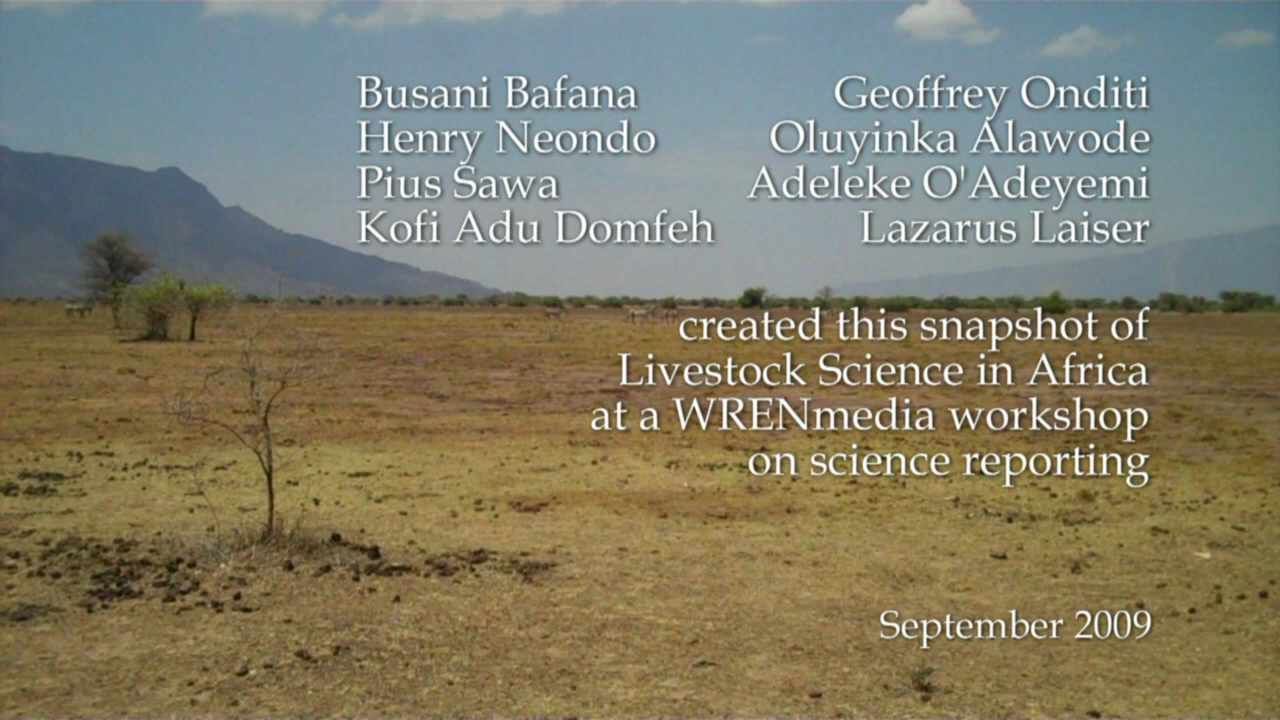 Busani Bafana
Henry Neondo
Pius Sawa
Kofi Adu Domfeh
Geoffrey Onditi
Oluyinka Alawode
Adeleke O'Adeyemi
Lazarus Laiser
created this snapshot of
Livestock Science in Africa
at a WRENmedia workshop
on science reporting
September 2009